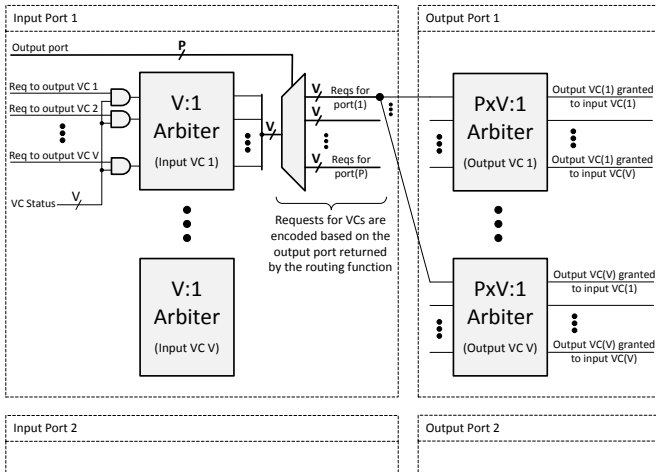 Input Port 1
Output port
P
Req to output VC 1
Req to output VC 2
Req to output VC V
VC Status
V
V:1
Arbiter
(Input VC 1)
V
V
Reqs for
port(1)
V
V
Reqs for
port(P)
Requests for VCs are
encoded based on the
output port returned
by the routing function
V:1
Arbiter
(Input VC V)
Output Port 1
PxV:1
Arbiter
(Output VC 1)
Output VC(1) granted
to input VC(1)
Output VC(1) granted
to input VC(V)
PxV:1
Arbiter
(Output VC V)
Output VC(V) granted
to input VC(1)
Output VC(V) granted
to input VC(V)
Input Port 2
Output Port 2